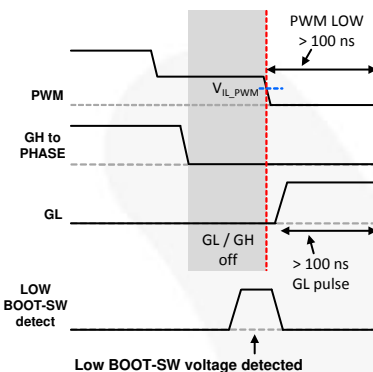 PWM LOW
> 100 ns
V_IL_PWM
PWM
GH to
PHASE
GL
GL / GH
off
> 100 ns
GL pulse
LOW
BOOT-SW
detect
Low BOOT-SW voltage detected